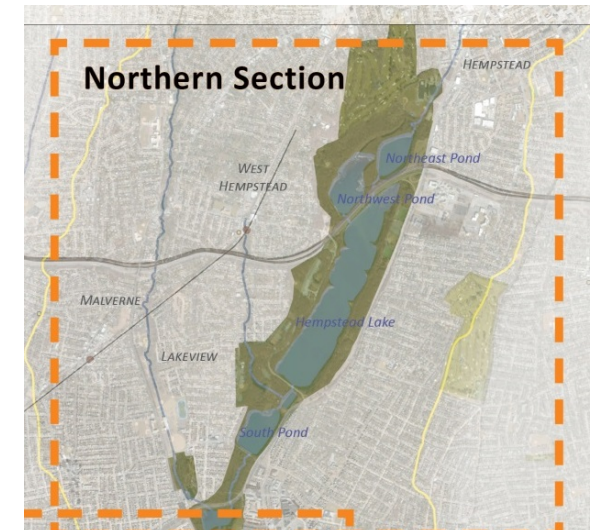 Northern Section
HEMPSTEAD
Northeast Pond
WEST
HEMPSTEAD
Northwest Pond
MALVERNE
Hempstead Lake
LAKEVIEW
South Pond